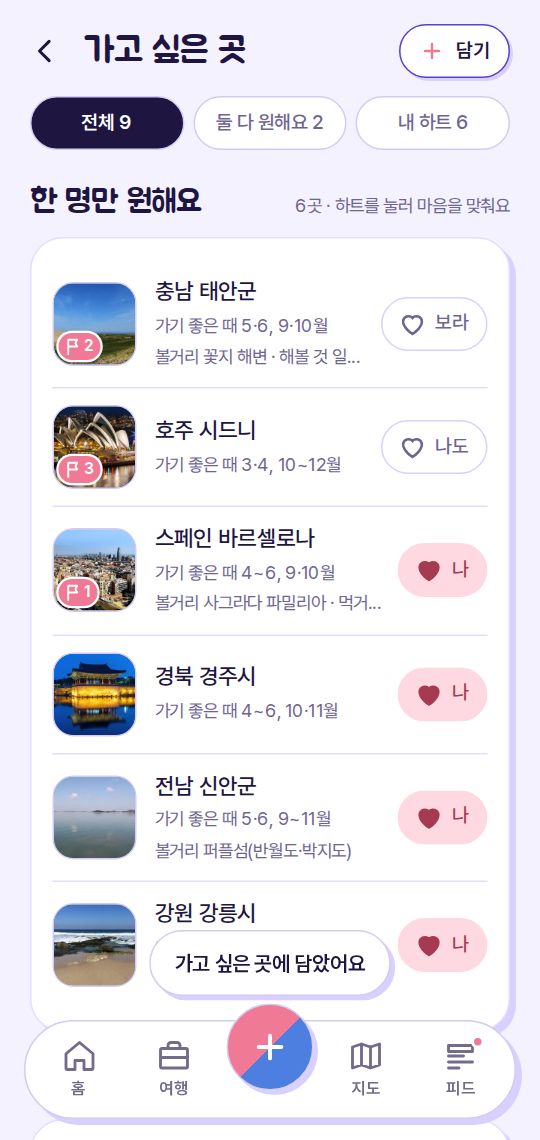 가고 싶은 곳
담기
전체 9
둘 다 원해요 2
내 하트 6
한 명만 원해요
6곳 · 하트를 눌러 마음을 맞춰요
충남 태안군
가기 좋은 때 5·6, 9·10월
볼거리 꽃지 해변 · 해볼 것 일...
2
보라
호주 시드니
가기 좋은 때 3·4, 10~12월
3
나도
스페인 바르셀로나
가기 좋은 때 4~6, 9·10월
볼거리 사그라다 파밀리아 · 먹거...
1
나
경북 경주시
가기 좋은 때 4~6, 10·11월
나
전남 신안군
가기 좋은 때 5·6, 9~11월
볼거리 퍼플섬(반월도·박지도)
나
강원 강릉시
나
가고 싶은 곳에 담았어요
홈
여행
지도
피드